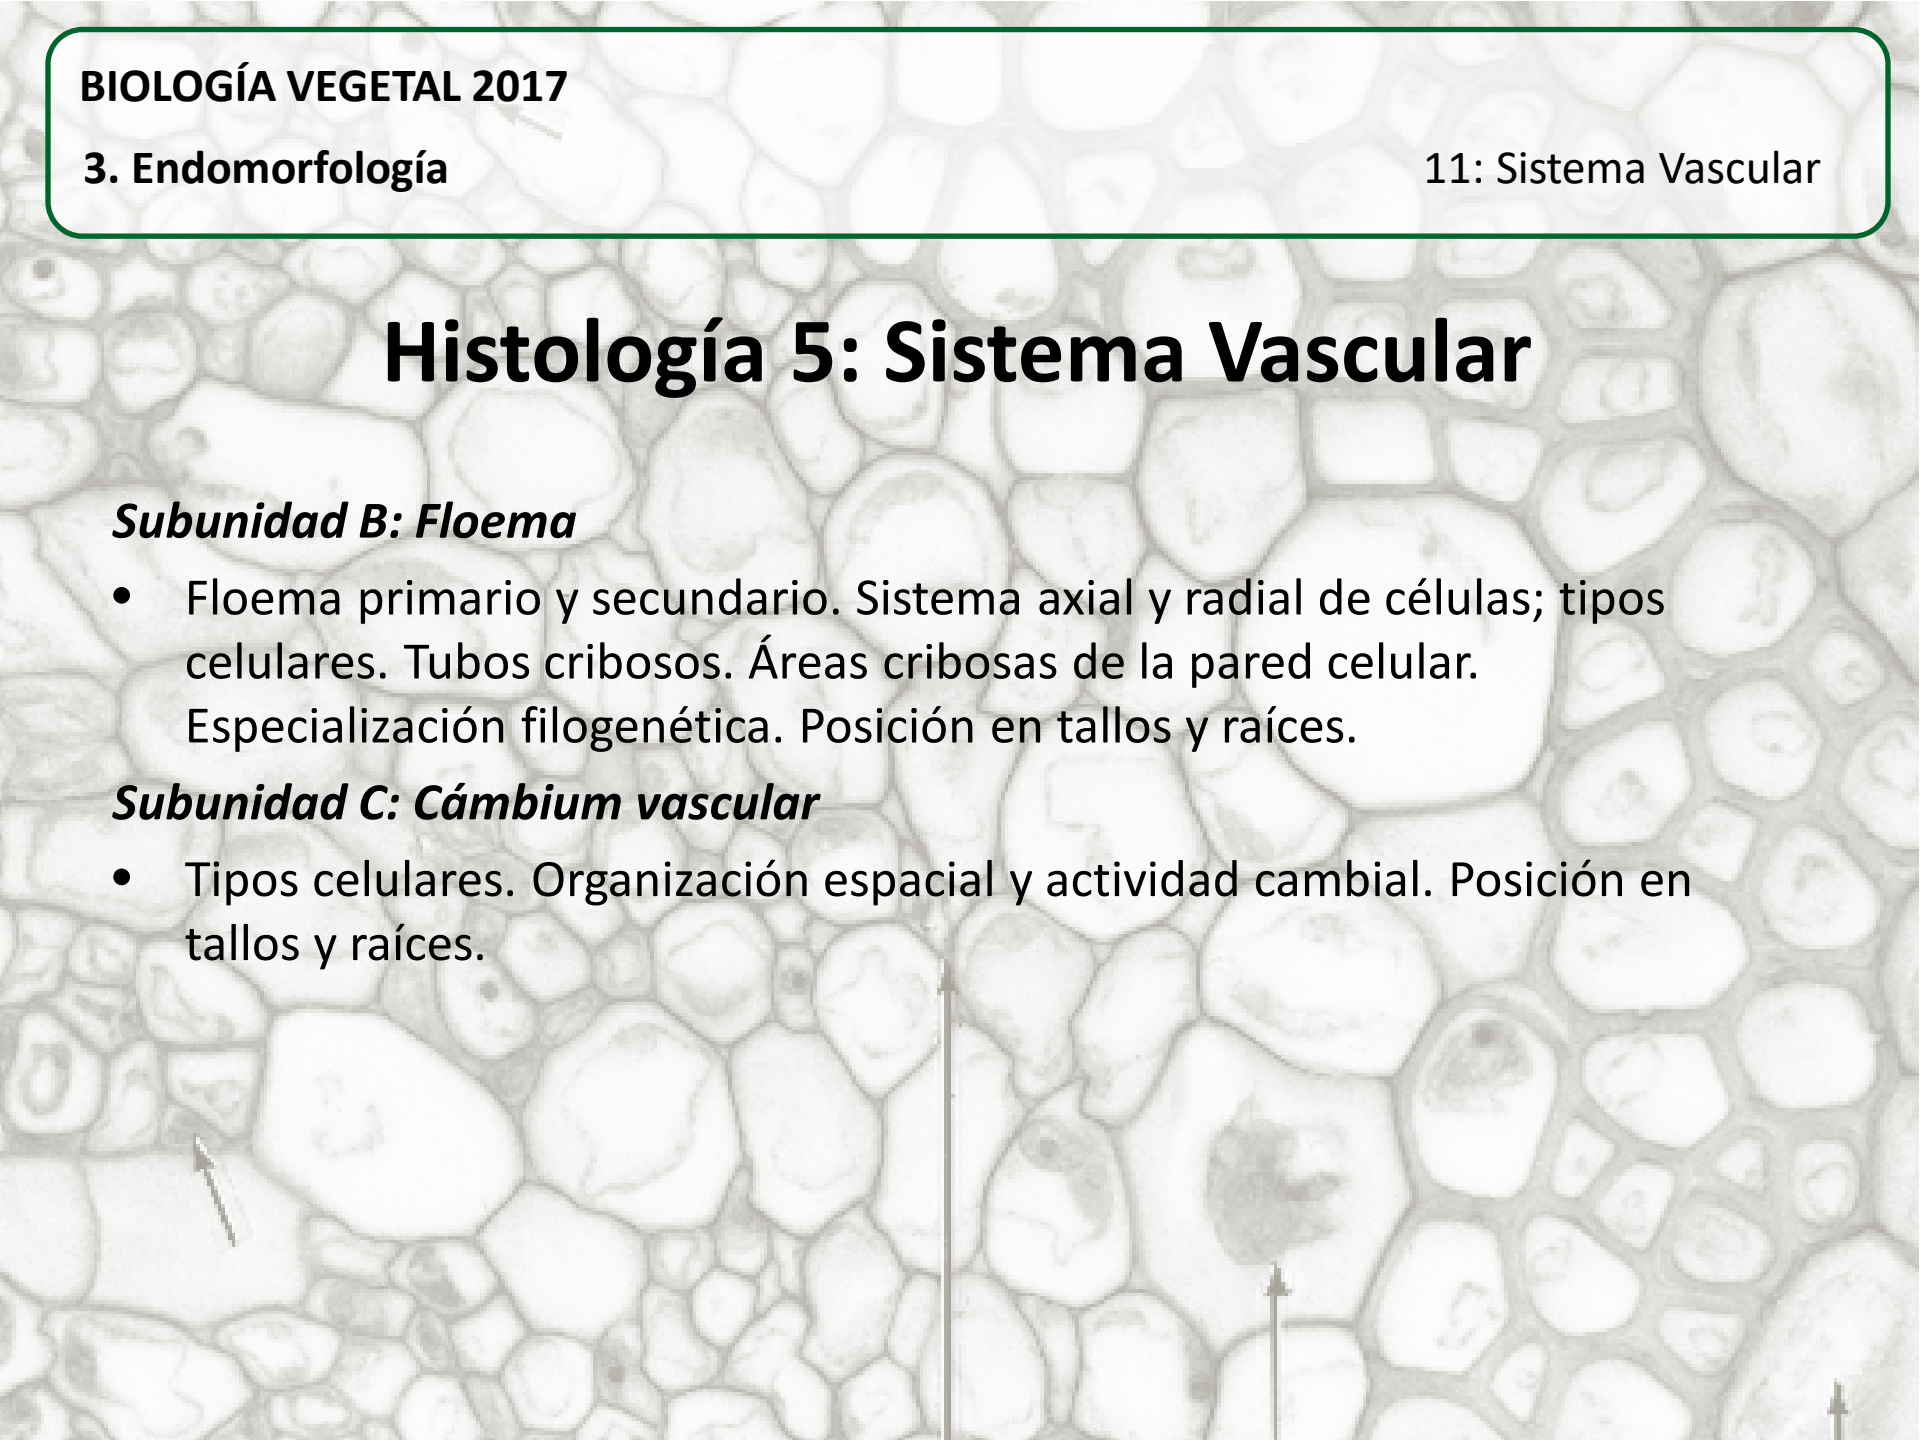 BIOLOGÍA VEGETAL 2017
3. Endomorfología
11: Sistema Vascular
Histología 5: Sistema Vascular
Subunidad B: Floema
• Floema primario y secundario. Sistema axial y radial de células; tipos
celulares. Tubos cribosos. Áreas cribosas de la pared celular.
Especialización filogenética. Posición en tallos y raíces.
Subunidad C: Cámbium vascular
• Tipos celulares. Organización espacial y actividad cambial. Posición en
tallos y raíces.